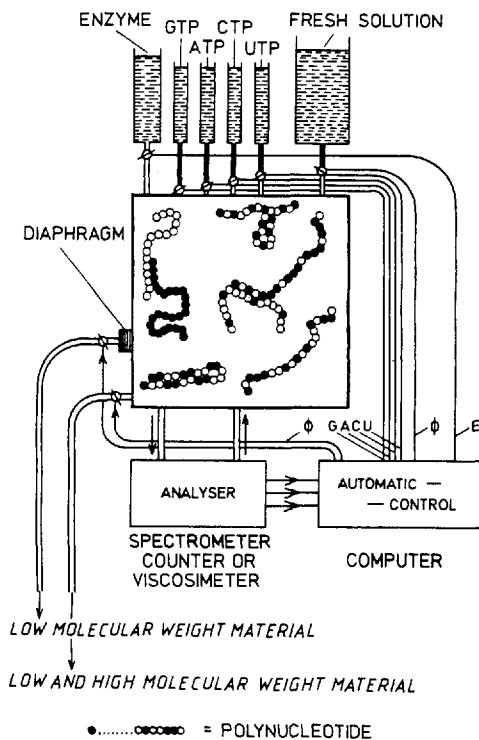 ENZYME
GTP CTP
ATP UTP
FRESH SOLUTION
DIAPHRAGM
ϕ GACU ϕ E
ANALYSER
AUTOMATIC —
— CONTROL
SPECTROMETER
COUNTER OR
VISCOSIMETER
COMPUTER
LOW MOLECULAR WEIGHT MATERIAL
LOW AND HIGH MOLECULAR WEIGHT MATERIAL
= POLYNUCLEOTIDE